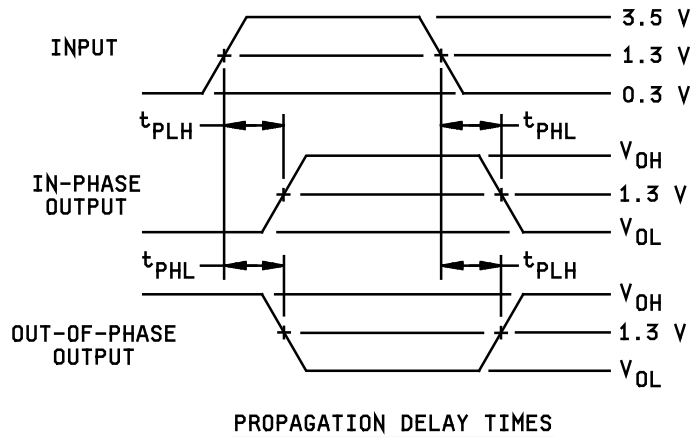 3.5 V
INPUT
1.3 V
0.3 V
tPLH
tPHL
VOH
IN-PHASE
OUTPUT
1.3 V
VOL
tPHL
tPLH
VOH
OUT-OF-PHASE
OUTPUT
1.3 V
VOL
PROPAGATION DELAY TIMES